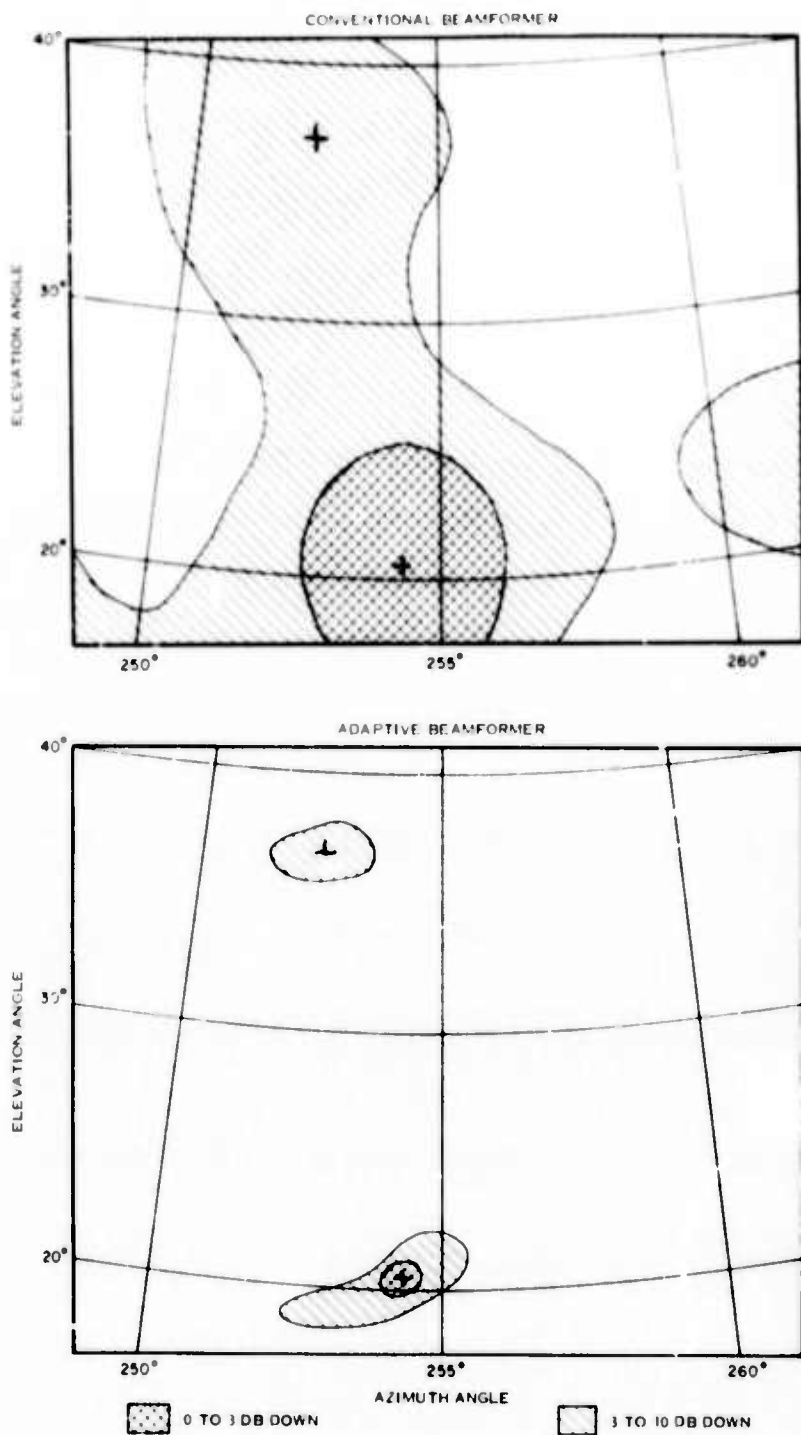 CONVENTIONAL BEAMFORMER
40°
30°
20°
ELEVATION ANGLE
250° 255° 260°
ADAPTIVE BEAMFORMER
40°
30°
20°
ELEVATION ANGLE
250° 255° 260°
AZIMUTH ANGLE
0 TO 3 DB DOWN
3 TO 10 DB DOWN